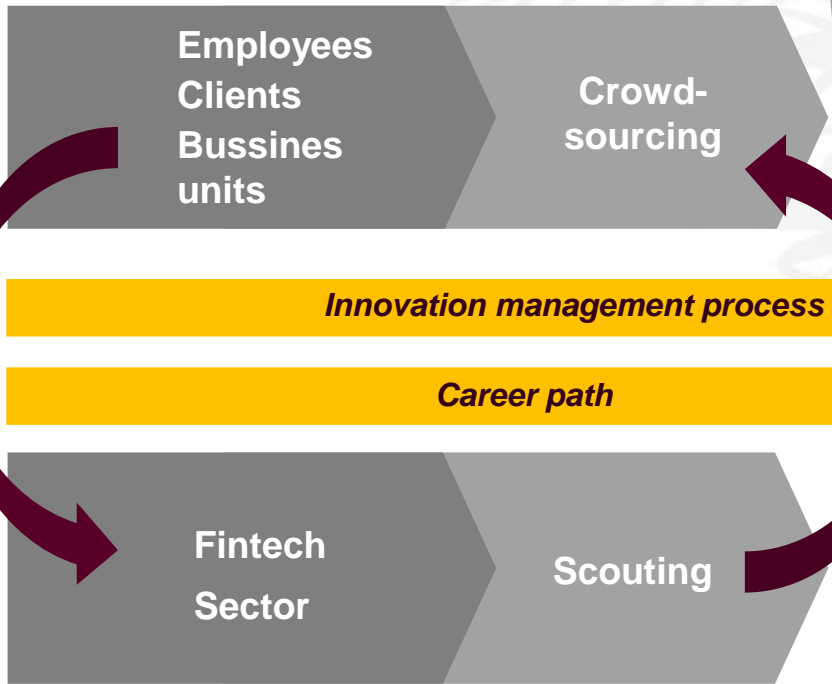 Employees
Clients
Bussines
units
Crowd-
sourcing
Innovation management process
Career path
Fintech
Sector
Scouting